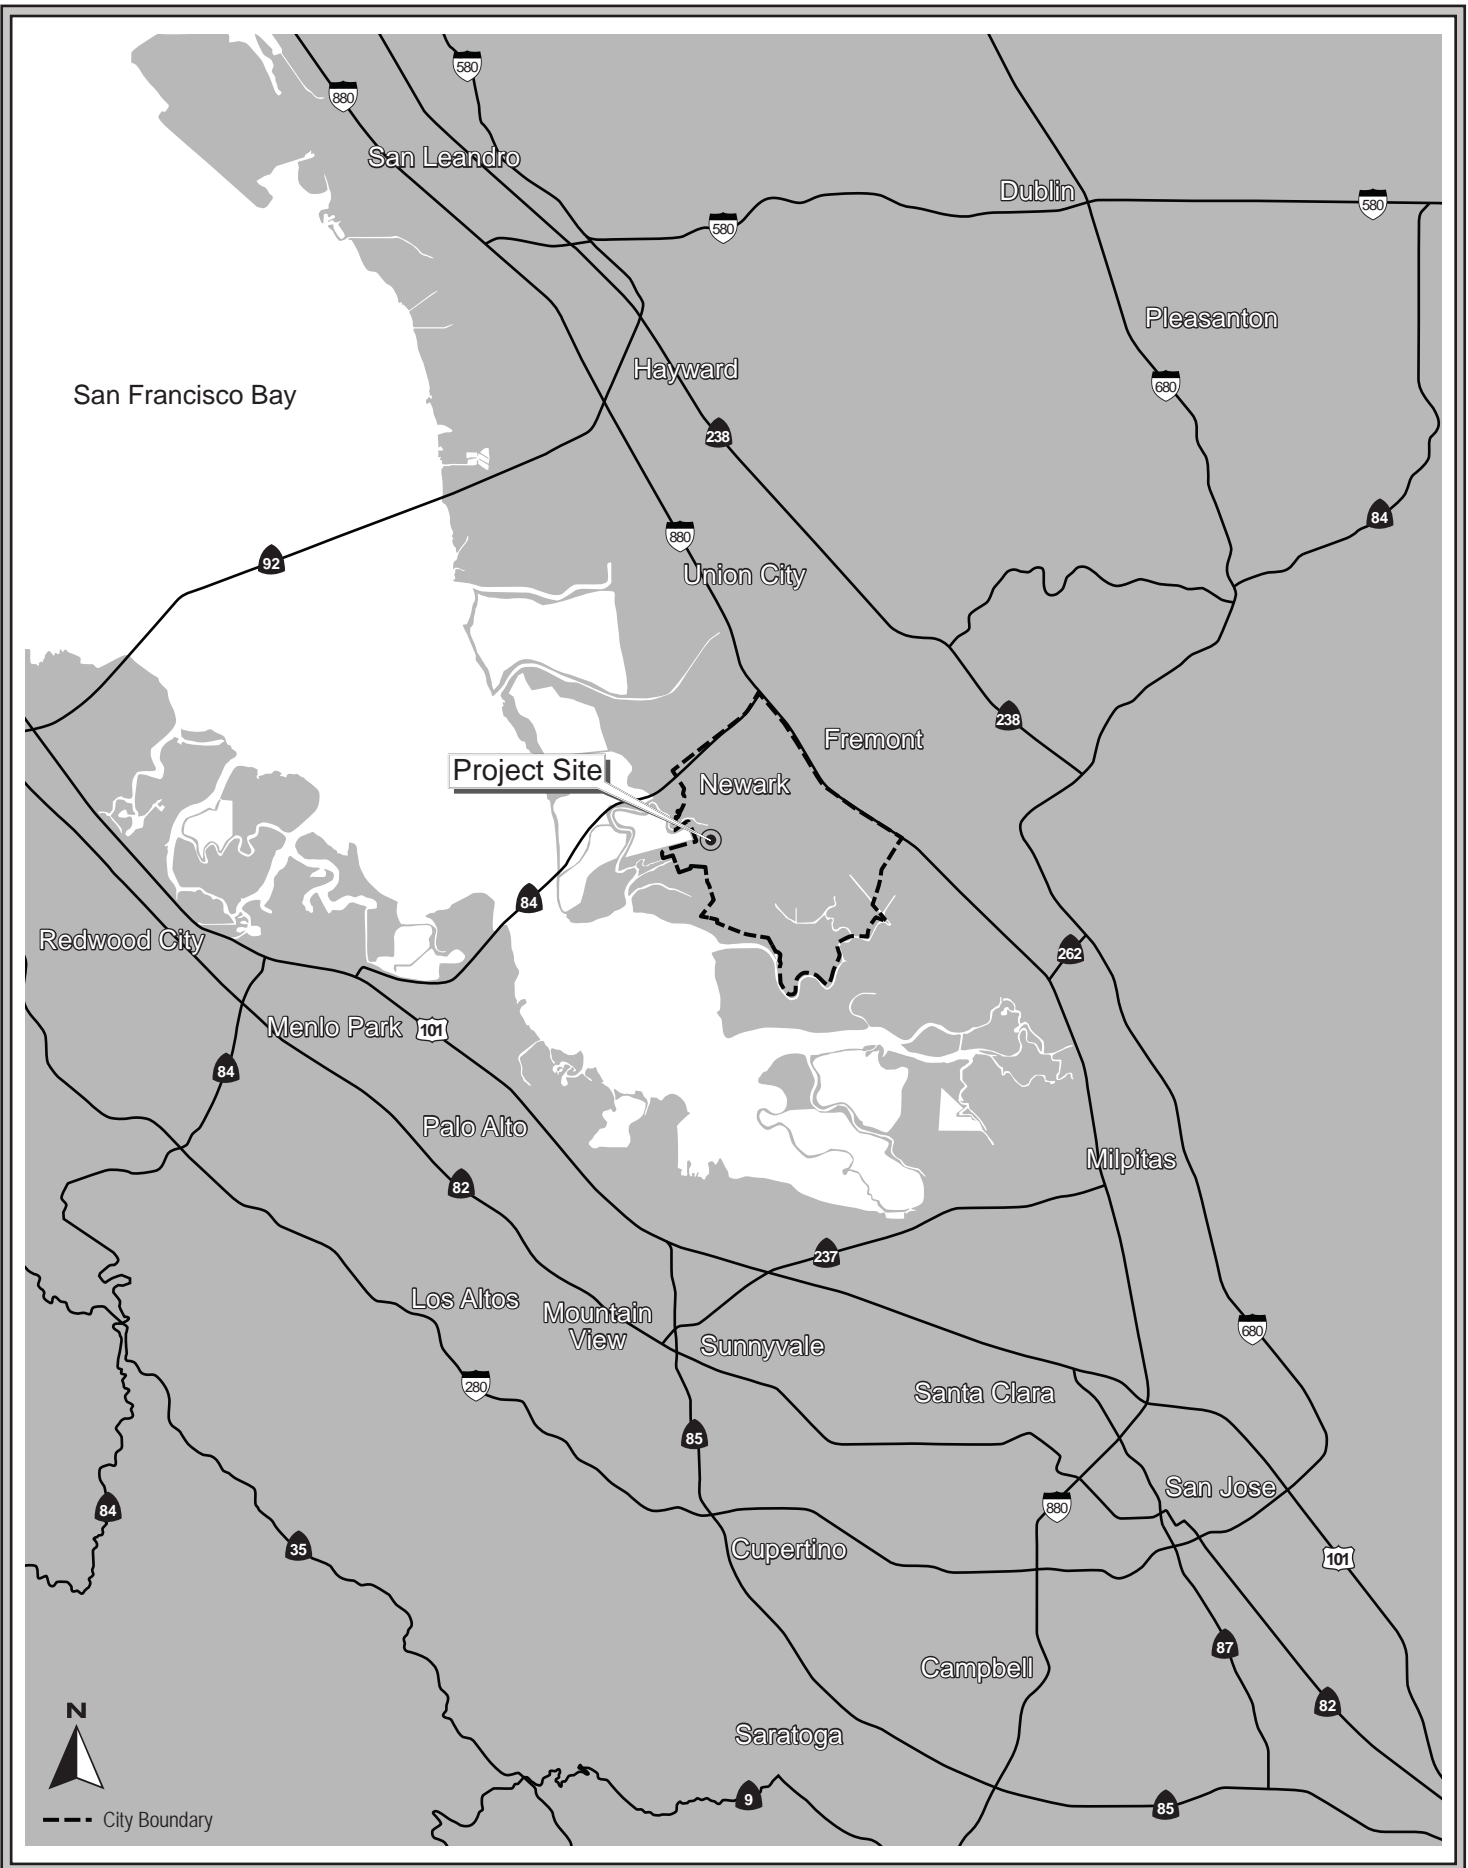 580
880
San Leandro
Dublin
580
580
Pleasanton
Hayward
680
San Francisco Bay
238
84
880
92
Union City
238
Fremont
Project Site
Newark
84
Redwood City
262
Menlo Park
101
84
Palo Alto
Milpitas
82
237
Los Altos
Mountain
View
680
Sunnyvale
280
Santa Clara
85
San Jose
84
880
35
Cupertino
101
87
Campbell
82
N
Saratoga
9
85
City Boundary